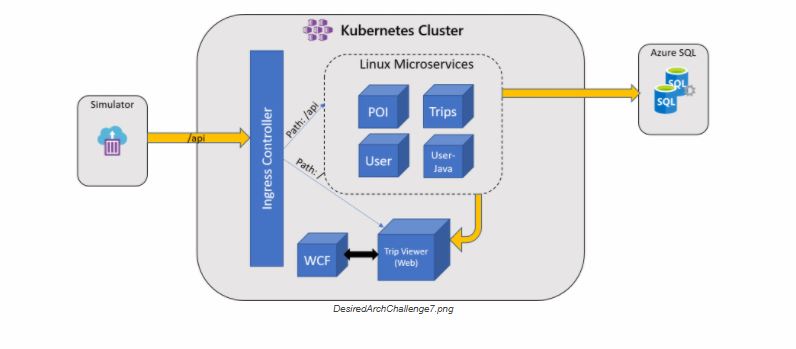 Kubernetes Cluster
Azure SQL
SQL
SQL
Linux Microservices
Simulator
/api
Ingress Controller
Path: /api
Path: /
POI
Trips
User
User-
Java
WCF
Trip Viewer
(Web)
DesiredArchChallenge7.png